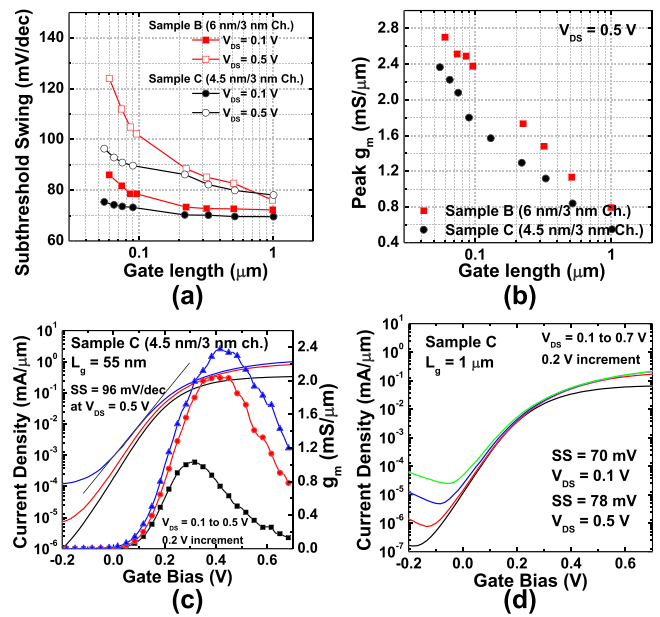 Subthreshold Swing (mV/dec)
140
120
100
80
60
Sample B (6 nm/3 nm Ch.)
V_DS = 0.1 V
V_DS = 0.5 V
Sample C (4.5 nm/3 nm Ch.)
V_DS = 0.1 V
V_DS = 0.5 V
0.1
1
Gate length (μm)
(a)
Peak g_m (mS/μm)
2.8
2.4
2.0
1.6
1.2
0.8
0.4
V_DS = 0.5 V
Sample B (6 nm/3 nm Ch.)
Sample C (4.5 nm/3 nm Ch.)
0.1
1
Gate length (μm)
(b)
Current Density (mA/μm)
10^1
10^0
10^-1
10^-2
10^-3
10^-4
10^-5
10^-6
Sample C (4.5 nm/3 nm ch.)
L_g = 55 nm
SS = 96 mV/dec
at V_DS = 0.5 V
V_DS = 0.1 to 0.5 V
0.2 V increment
2.4
2.0
1.6
1.2
0.8
0.4
0.0
g_m (mS/μm)
-0.2
0.0
0.2
0.4
0.6
Gate Bias (V)
(c)
Current Density (mA/μm)
10^1
10^0
10^-1
10^-2
10^-3
10^-4
10^-5
10^-6
10^-7
Sample C
L_g = 1 μm
V_DS = 0.1 to 0.7 V
0.2 V increment
SS = 70 mV
V_DS = 0.1 V
SS = 78 mV
V_DS = 0.5 V
-0.2
0.0
0.2
0.4
0.6
Gate Bias (V)
(d)